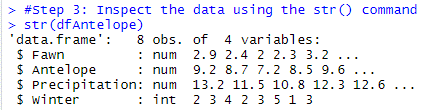 > #Step 3: Inspect the data using the str() command
> str(dfAntelope)
'data.frame':   8 obs. of  4 variables:
 $ Fawn         : num  2.9 2.4 2 2.3 3.2 ...
 $ Antelope     : num  9.2 8.7 7.2 8.5 9.6 ...
 $ Precipitation: num  13.2 11.5 10.8 12.3 12.6 ...
 $ Winter       : int  2 3 4 2 3 5 1 3